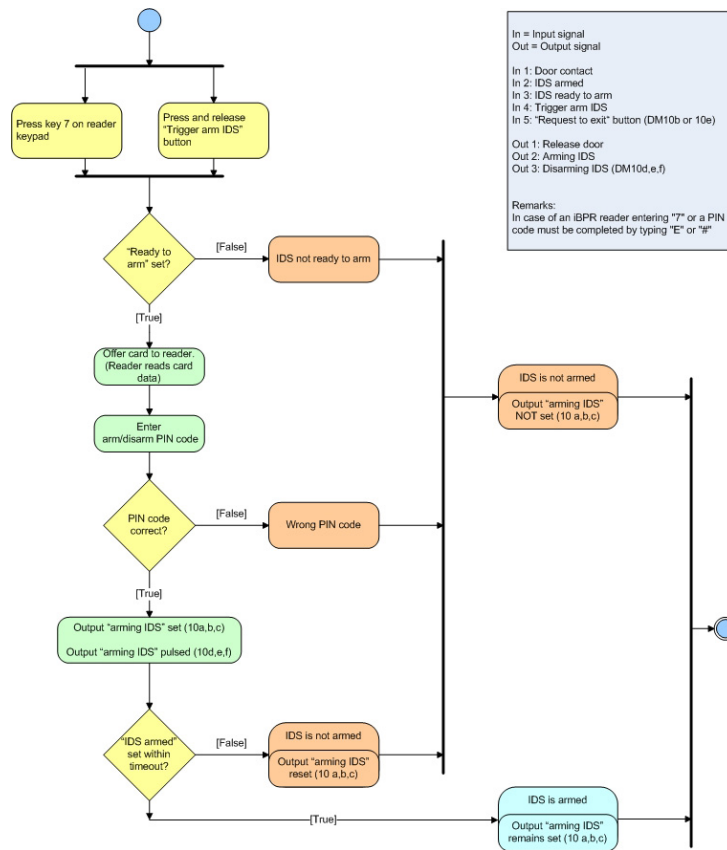 In = Input signal
Out = Output signal
In 1: Door contact
In 2: IDS armed
In 3: IDS ready to arm
In 4: Trigger arm IDS
In 5: "Request to exit" button (DM10b or 10e)
Out 1: Release door
Out 2: Arming IDS
Out 3: Disarming IDS (DM10d,e,f)
Remarks:
In case of an iBPR reader entering "7" or a PIN
code must be completed by typing "E" or "#"
Press key 7 on reader
keypad
Press and release
“Trigger arm IDS”
button
“Ready to
arm” set?
[False]
IDS not ready to arm
[True]
Offer card to reader.
(Reader reads card
data)
Enter
arm/disarm PIN code
IDS is not armed
Output “arming IDS”
NOT set (10 a,b,c)
PIN code
correct?
[False]
Wrong PIN code
[True]
Output “arming IDS” set (10a,b,c)
Output “arming IDS” pulsed (10d,e,f)
“IDS armed”
set within
timeout?
[False]
IDS is not armed
Output “arming IDS”
reset (10 a,b,c)
[True]
IDS is armed
Output “arming IDS”
remains set (10 a,b,c)